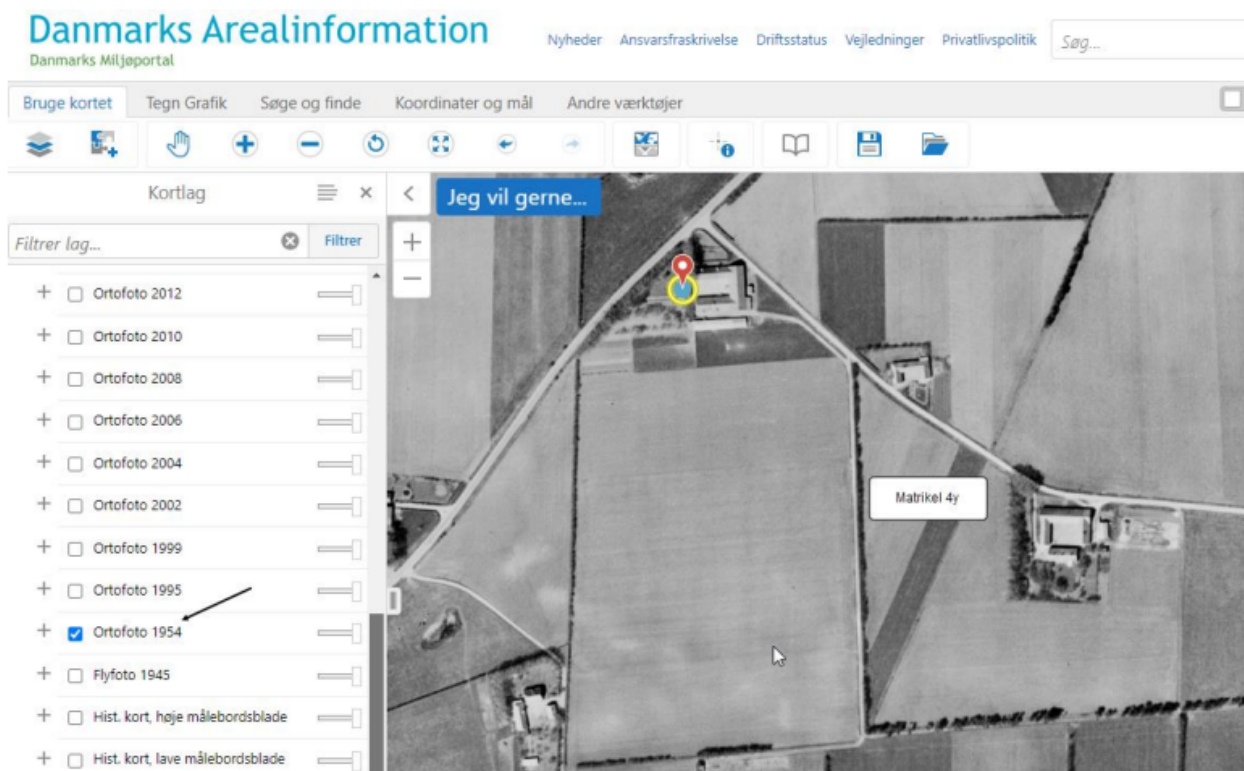 Danmarks Arealinformation
Danmarks Miljøportal
Nyheder Ansvarsfraskrivelse Driftsstatus Vejledninger Privatlivspolitik Søg...
Bruge kortet Tegn Grafik Søge og finde Koordinater og mål Andre værktøjer
Kortlag
Jeg vil gerne...
Filtrer lag... Filtrer
Ortofoto 2012
Ortofoto 2010
Ortofoto 2008
Ortofoto 2006
Ortofoto 2004
Ortofoto 2002
Matrikel 4y
Ortofoto 1999
Ortofoto 1995
Ortofoto 1954
Flyfoto 1945
Hist. kort, høje målebordsblade
Hist. kort, lave målebordsblade